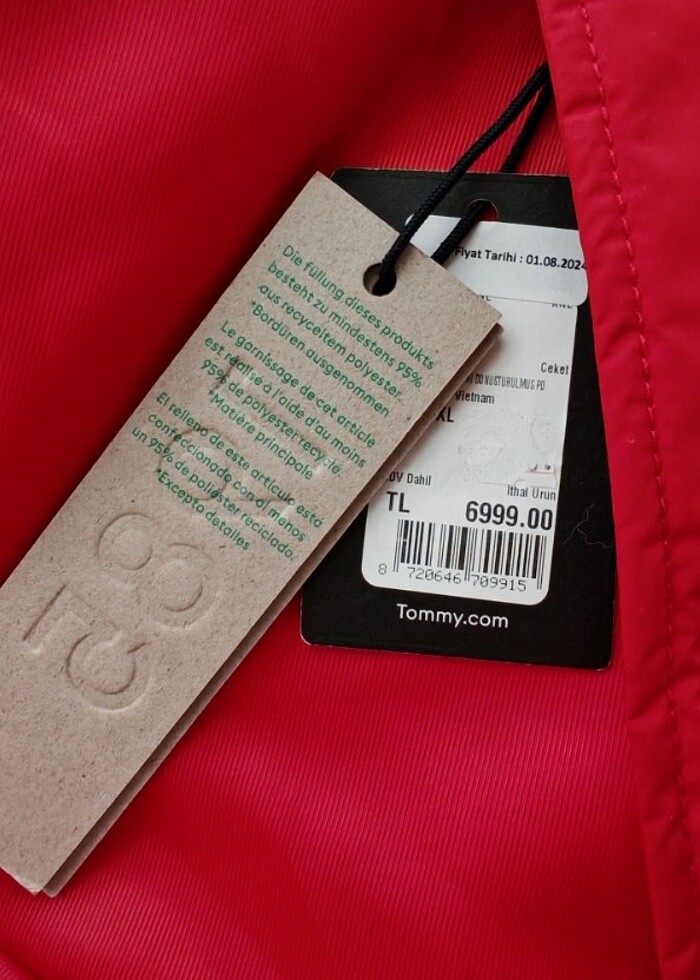 Die füllung dieses produkts
besteht zu mindestens 95%
aus recyceltem polyester.
*Bordüren ausgenommen
Le garnissage de cet article
est réalisé à l'aide d'au moins
95% de polyester recyclé.
*Matière principale
El relleno de este artículo está
confeccionado con al menos
un 95% de poliéster reciclado.
*Excepto detalles
Fiyat Tarihi : 01.08.2024
Ceket
Vietnam
XL
Dahil
Ithal Urun
TL 6999.00
8 720646 709915
Tommy.com